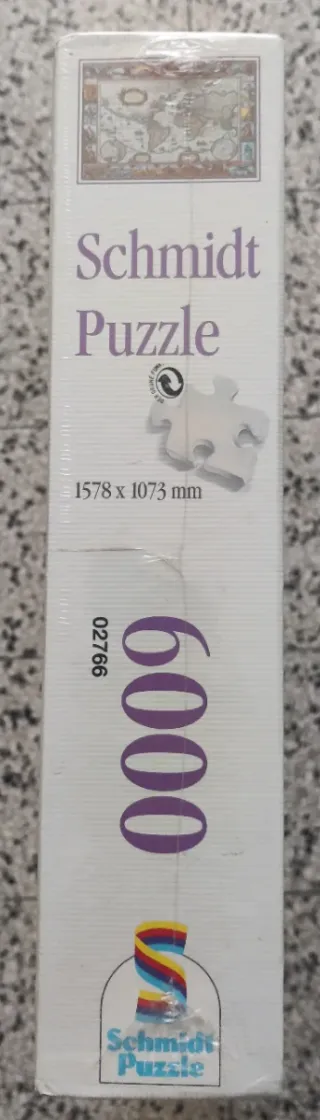 Schmidt
Puzzle
1578 x 1073 mm
6000
02766
Schmidt
Puzzle